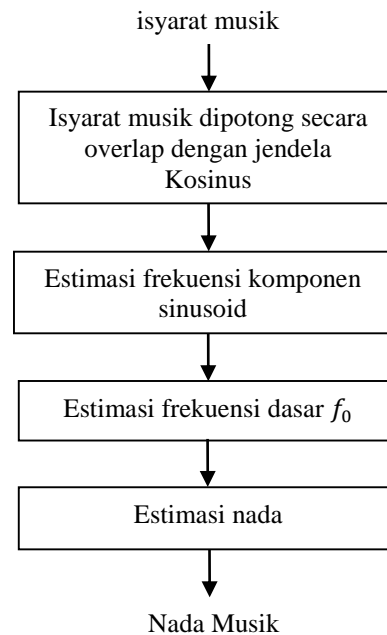 isyarat musik
Isyarat musik dipotong secara
overlap dengan jendela
Kosinus
Estimasi frekuensi komponen
sinusoid
Estimasi frekuensi dasar f₀
Estimasi nada
Nada Musik